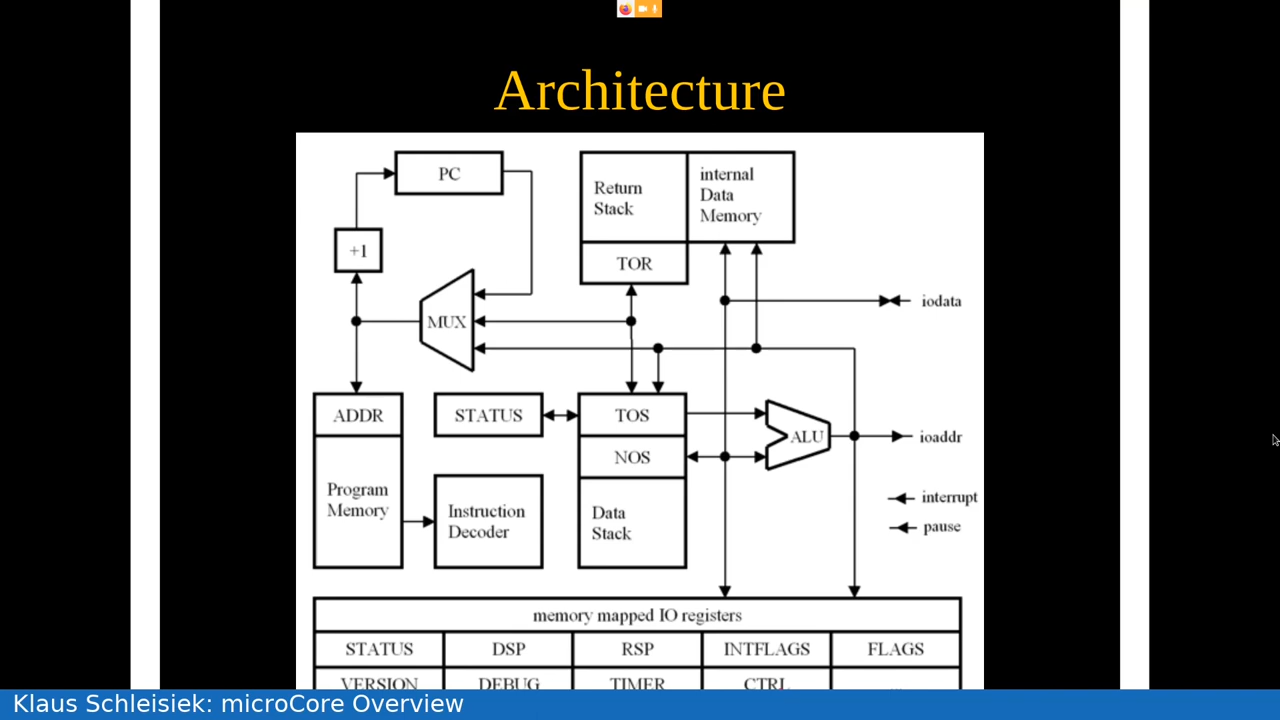 Architecture
PC
Return
Stack
internal
Data
Memory
+1
TOR
iodata
MUX
ADDR
STATUS
TOS
ALU
ioaddr
NOS
Program
Memory
Instruction
Decoder
Data
Stack
interrupt
pause
memory mapped IO registers
STATUS DSP RSP INTFLAGS FLAGS
VERSION DEBUG TIMER CTRL
Klaus Schleisiek: microCore Overview